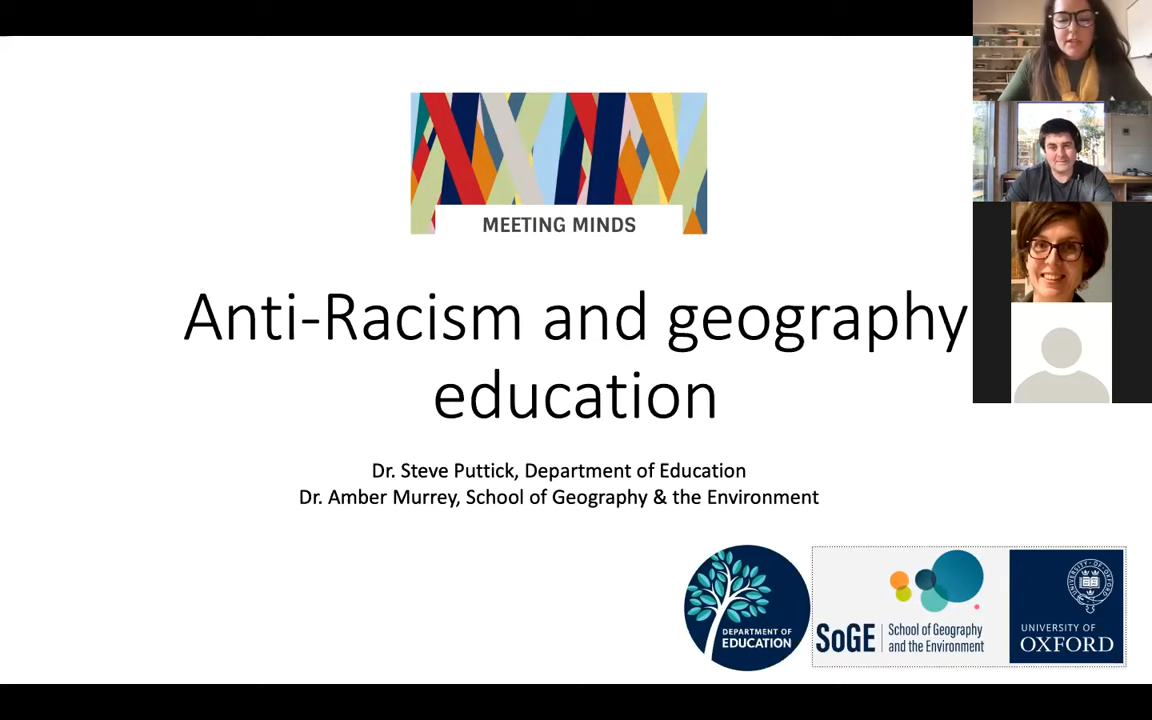 MEETING MINDS
Anti-Racism and geography
education
Dr. Steve Puttick, Department of Education
Dr. Amber Murrey, School of Geography & the Environment
DEPARTMENT OF
EDUCATION
SoGE
School of Geography
and the Environment
UNIVERSITY OF
OXFORD